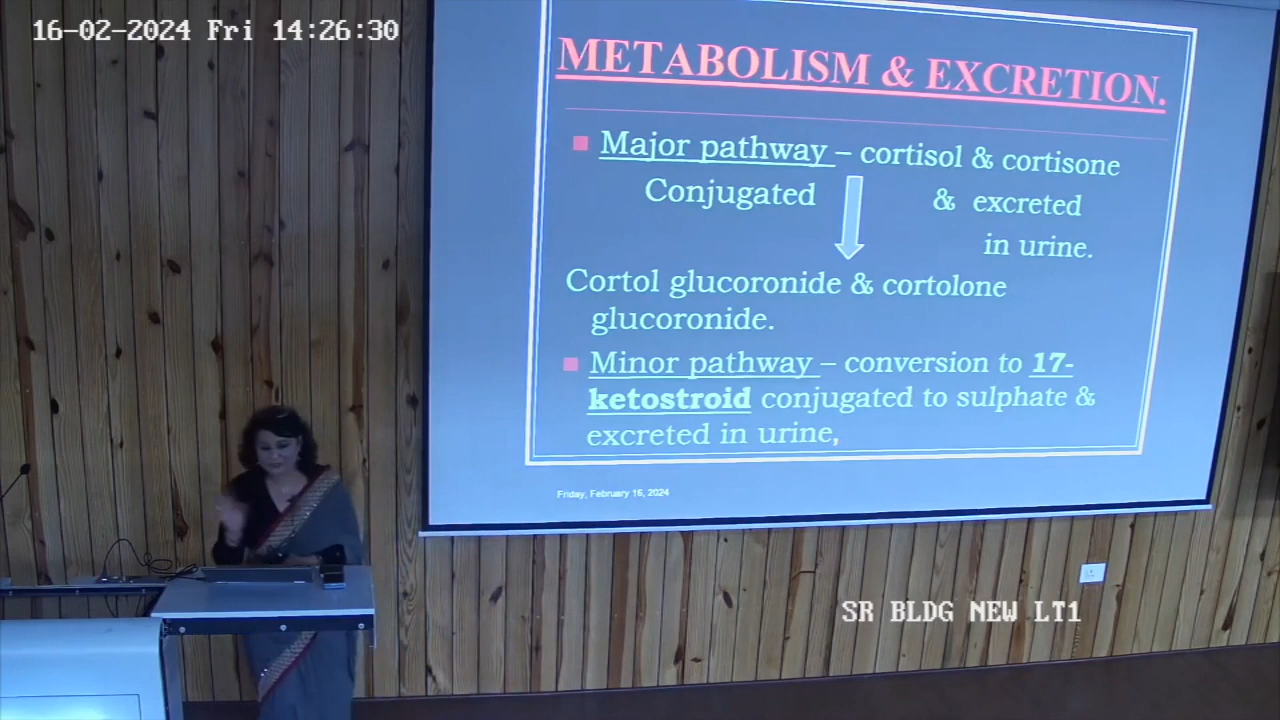 16-02-2024 Fri 14:26:30
METABOLISM & EXCRETION.
Major pathway – cortisol & cortisone
Conjugated & excreted
in urine.
Cortol glucoronide & cortolone
glucoronide.
Minor pathway – conversion to 17-
ketostroid conjugated to sulphate &
excreted in urine,
Friday, February 16, 2024
SR BLDG NEW LT1